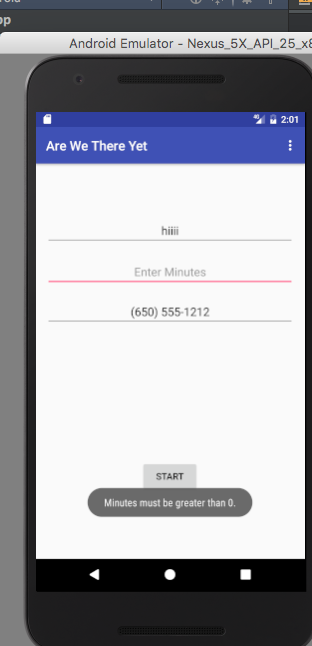 Android Emulator - Nexus_5X_API_25_x8
2:01
Are We There Yet
hiiii
Enter Minutes
(650) 555-1212
START
Minutes must be greater than 0.